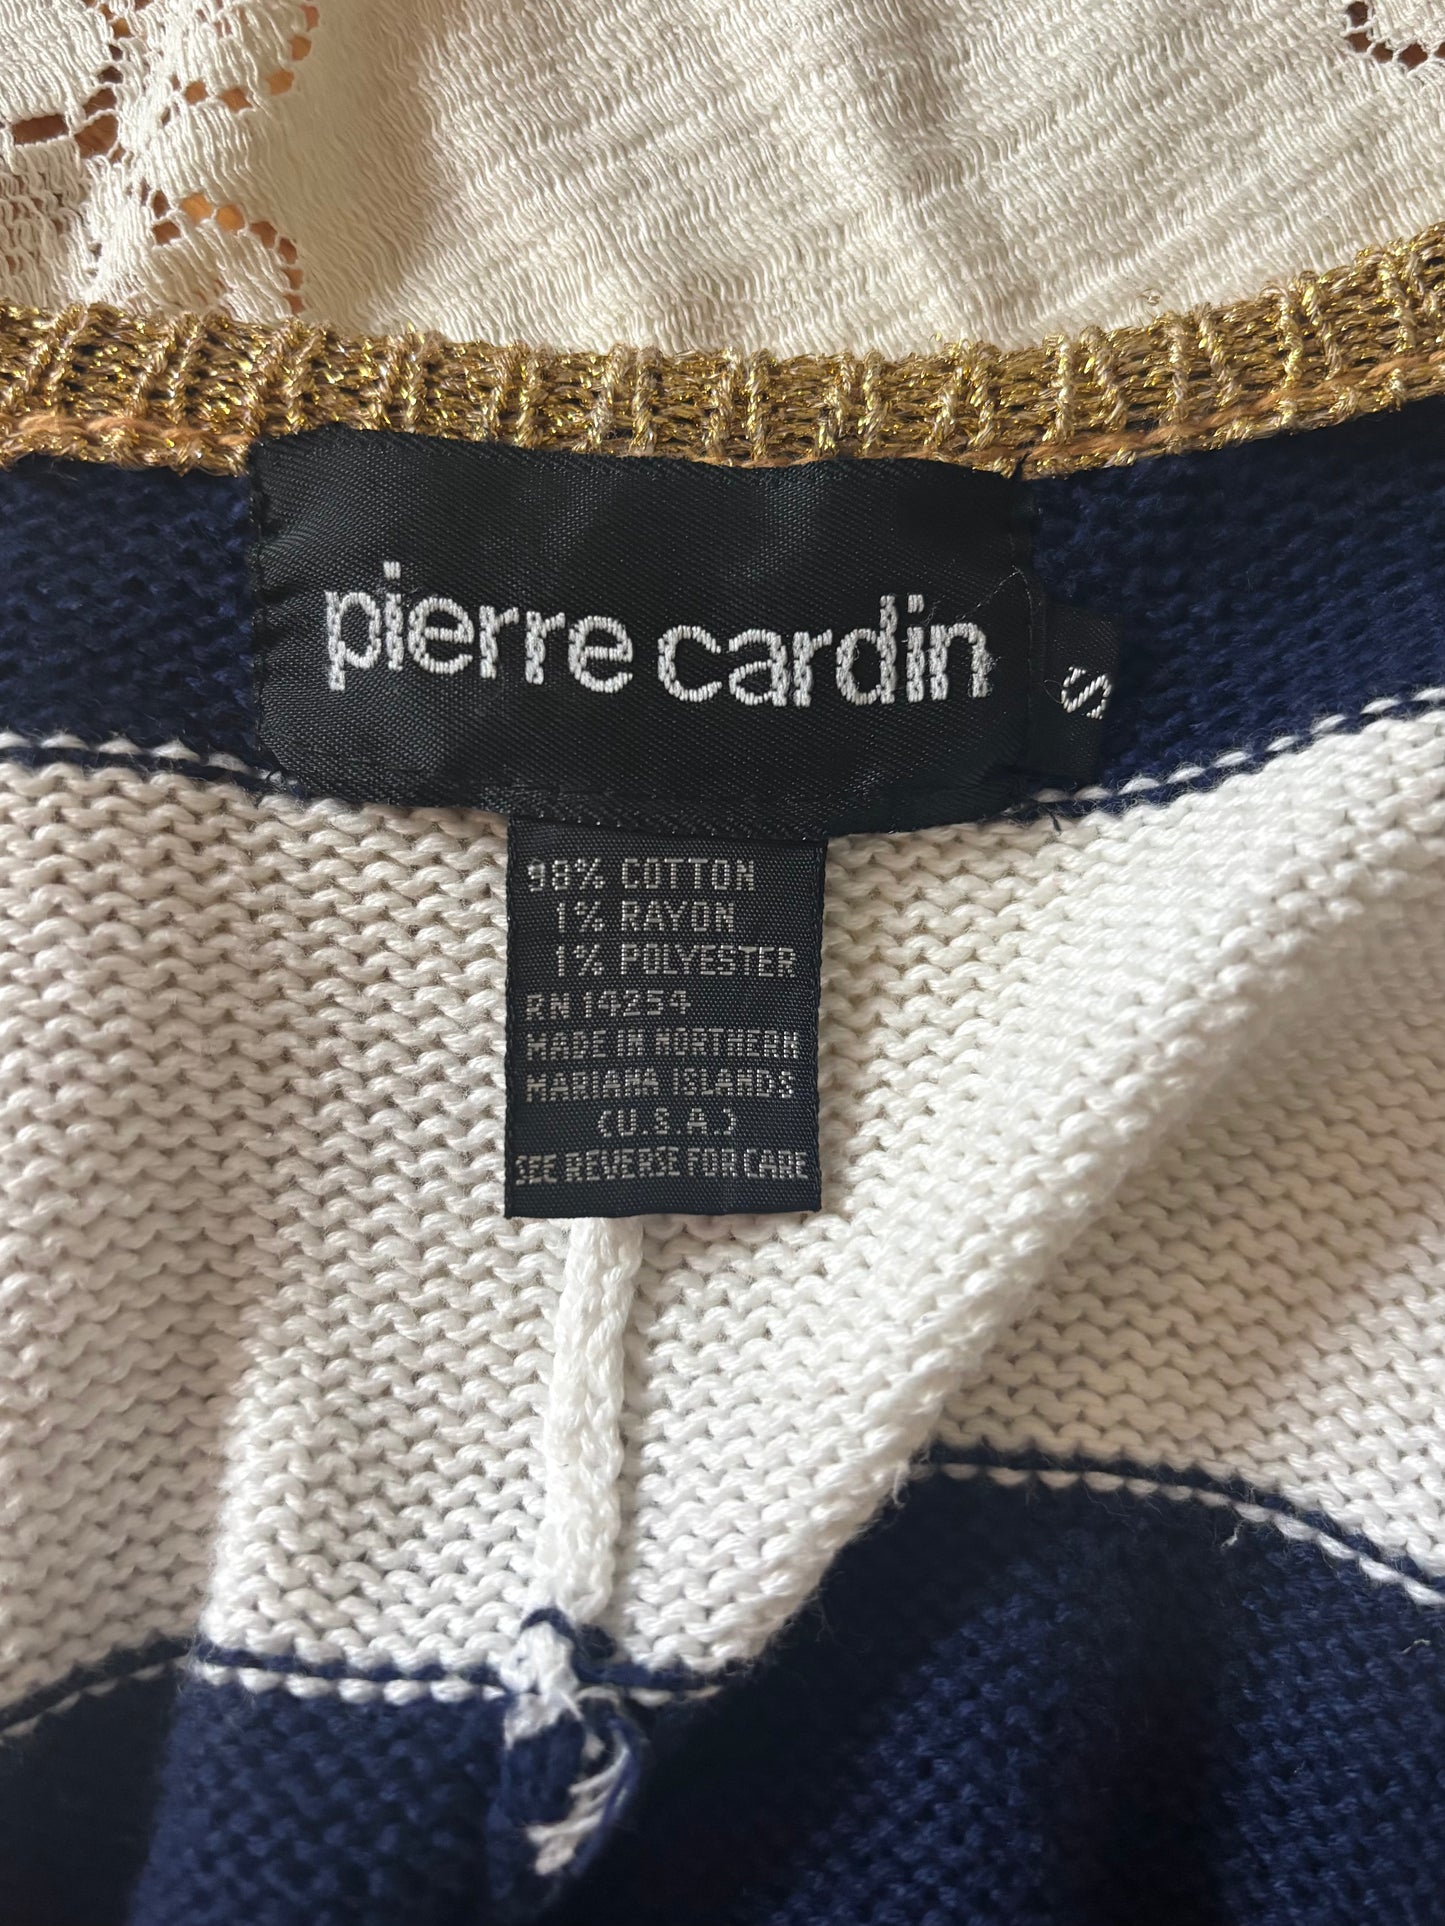 pierre cardin
S
98% COTTON
1% RAYON
1% POLYESTER
RN 14254
MADE IN NORTHERN
MARIANA ISLANDS
(U.S.A.)
SEE REVERSE FOR CARE